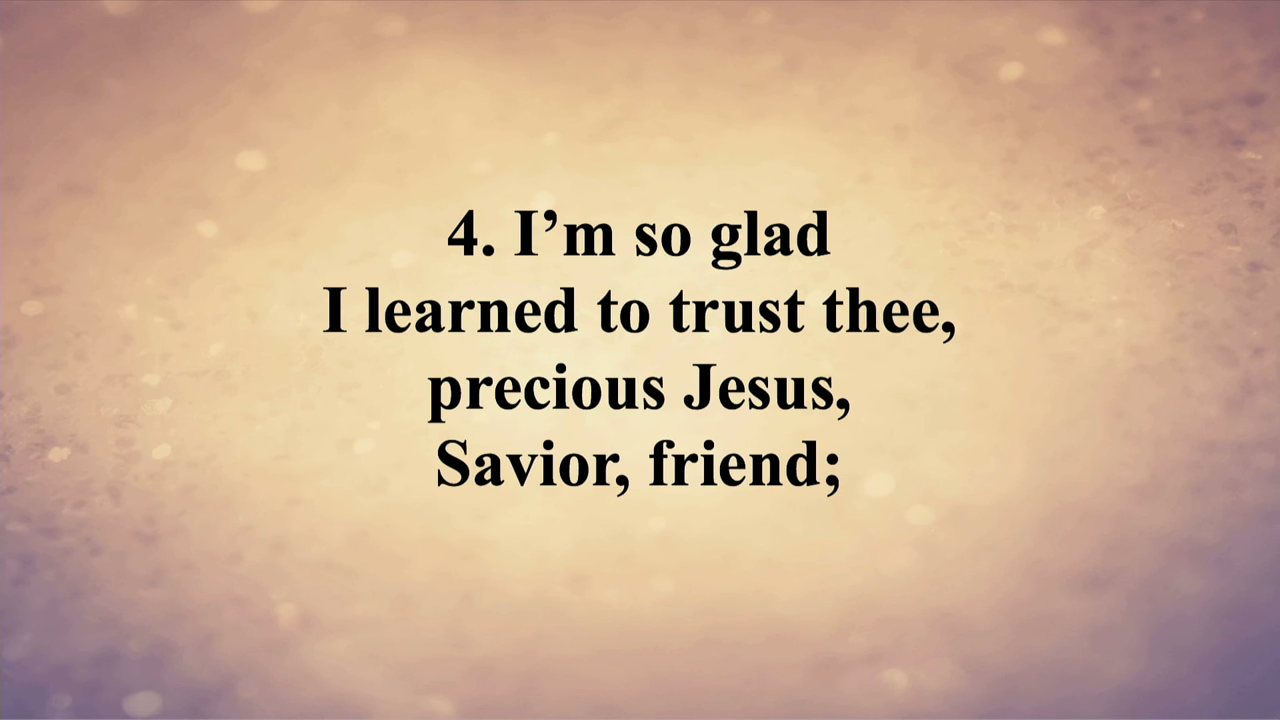 4. I’m so glad
I learned to trust thee,
precious Jesus,
Savior, friend;